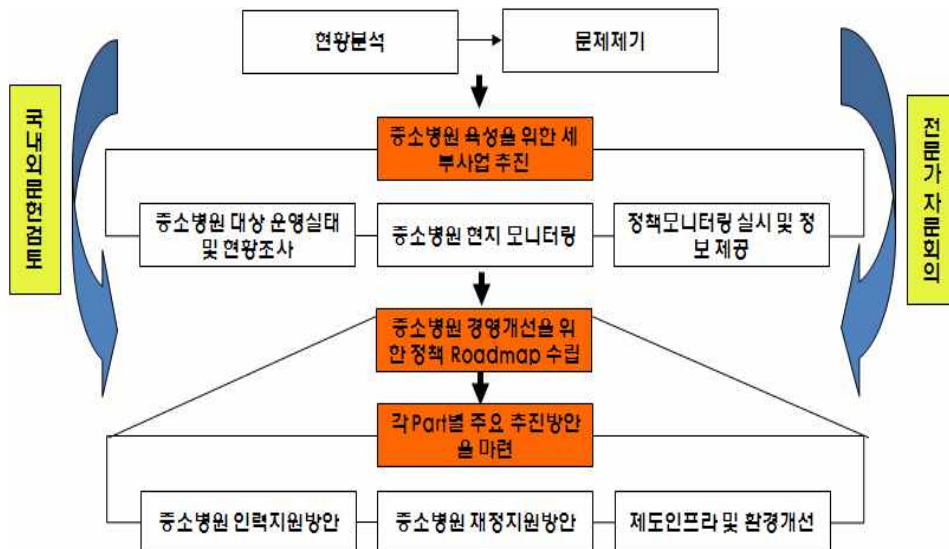 현황분석
문제제기
국내외문헌검토
전문가 자문회의
중소병원 육성을 위한 세
부사업 추진
중소병원 대상 운영실태
및 현황조사
중소병원 현지 모니터링
정책모니터링 실시 및 정
보 제공
중소병원 경영개선을 위
한 정책 Roadmap 수립
각 Part별 주요 추진방안
을 마련
중소병원 인력지원방안
중소병원 재정지원방안
제도인프라 및 환경개선